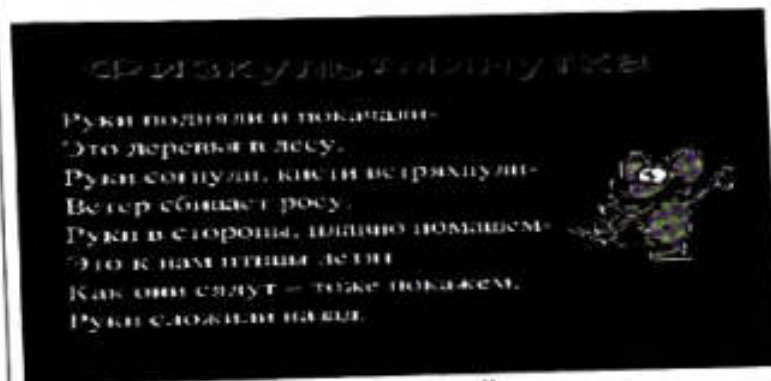 Физкультминутка
Руки подняли и покачали-
Это деревья в лесу.
Руки согнули, кисти встряхнули-
Ветер сбивает росу.
Руки в стороны, плавно помашем-
Это к нам птицы летят
Как они сядут – тоже покажем.
Руки сложили